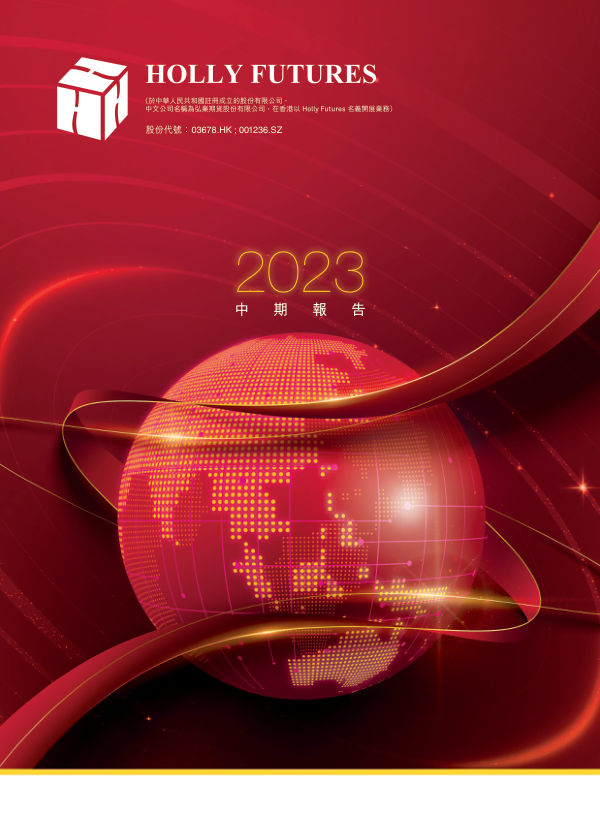 HOLLY FUTURES
(於中華人民共和國註冊成立的股份有限公司，
中文公司名稱為弘業期貨股份有限公司，在香港以 Holly Futures 名義開展業務)
股份代號：03678.HK ; 001236.SZ
2023
中期報告